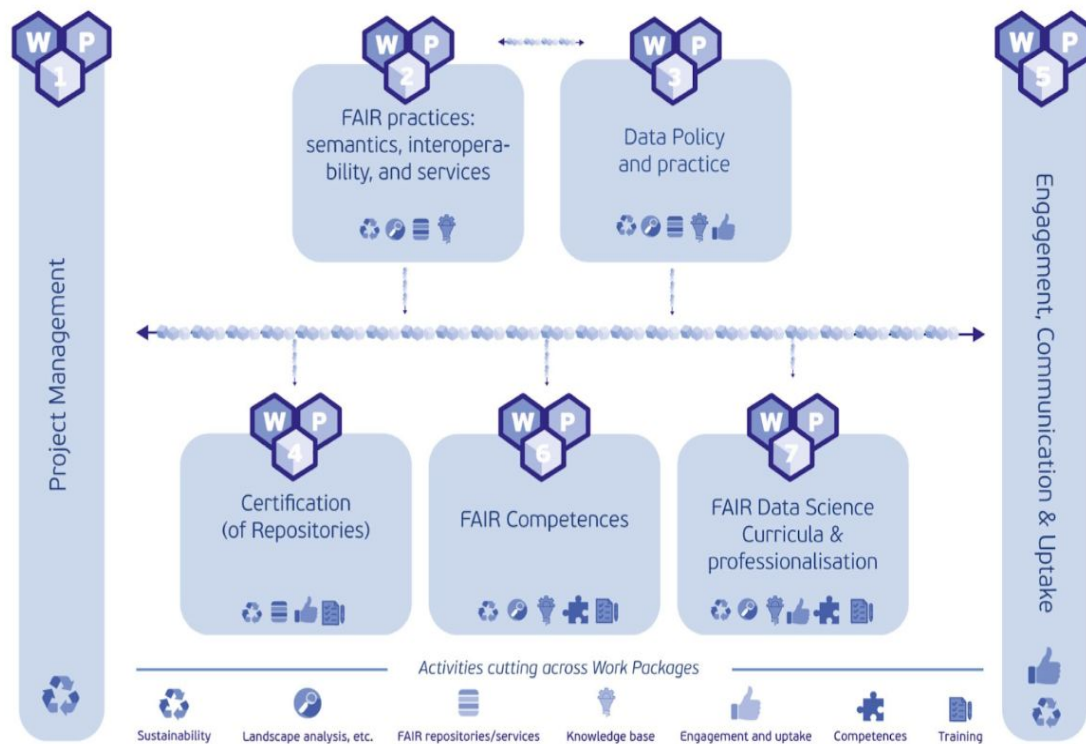 W P
1
Project Management
W P
2
FAIR practices:
semantics, interopera-
bility, and services
W P
3
Data Policy
and practice
W P
5
Engagement, Communication & Uptake
W P
4
Certification
(of Repositories)
W P
6
FAIR Competences
W P
7
FAIR Data Science
Curricula &
professionalisation
Activities cutting across Work Packages
Sustainability
Landscape analysis, etc.
FAIR repositories/services
Knowledge base
Engagement and uptake
Competences
Training